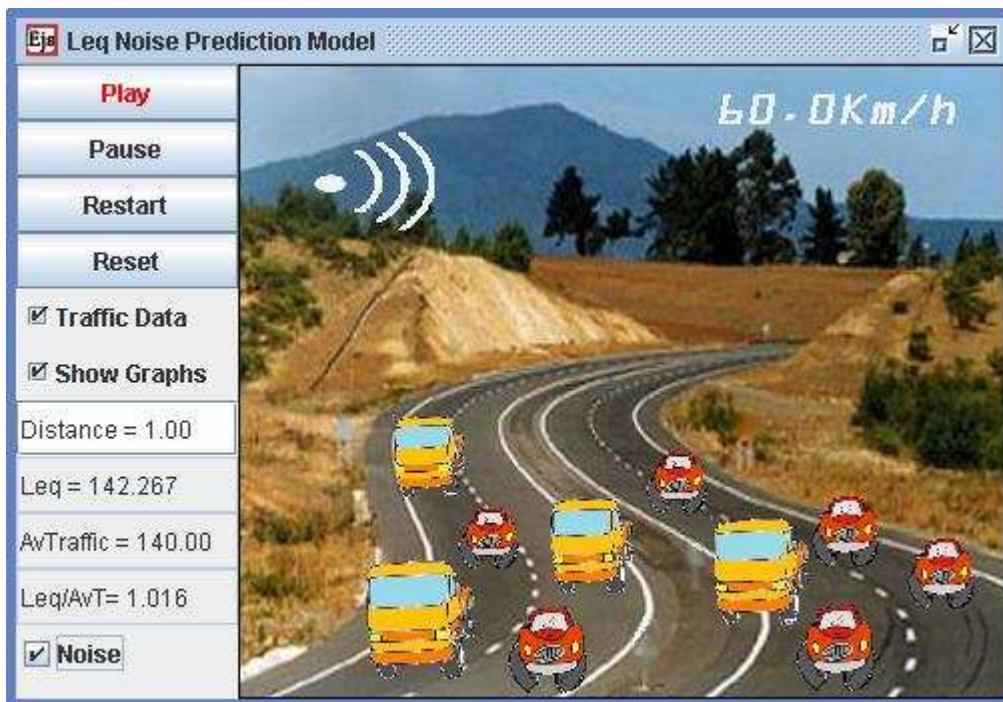 Ejs Leq Noise Prediction Model
Play
60.0Km/h
Pause
Restart
Reset
Traffic Data
Show Graphs
Distance = 1.00
Leq = 142.267
AvTraffic = 140.00
Leq/AvT= 1.016
Noise